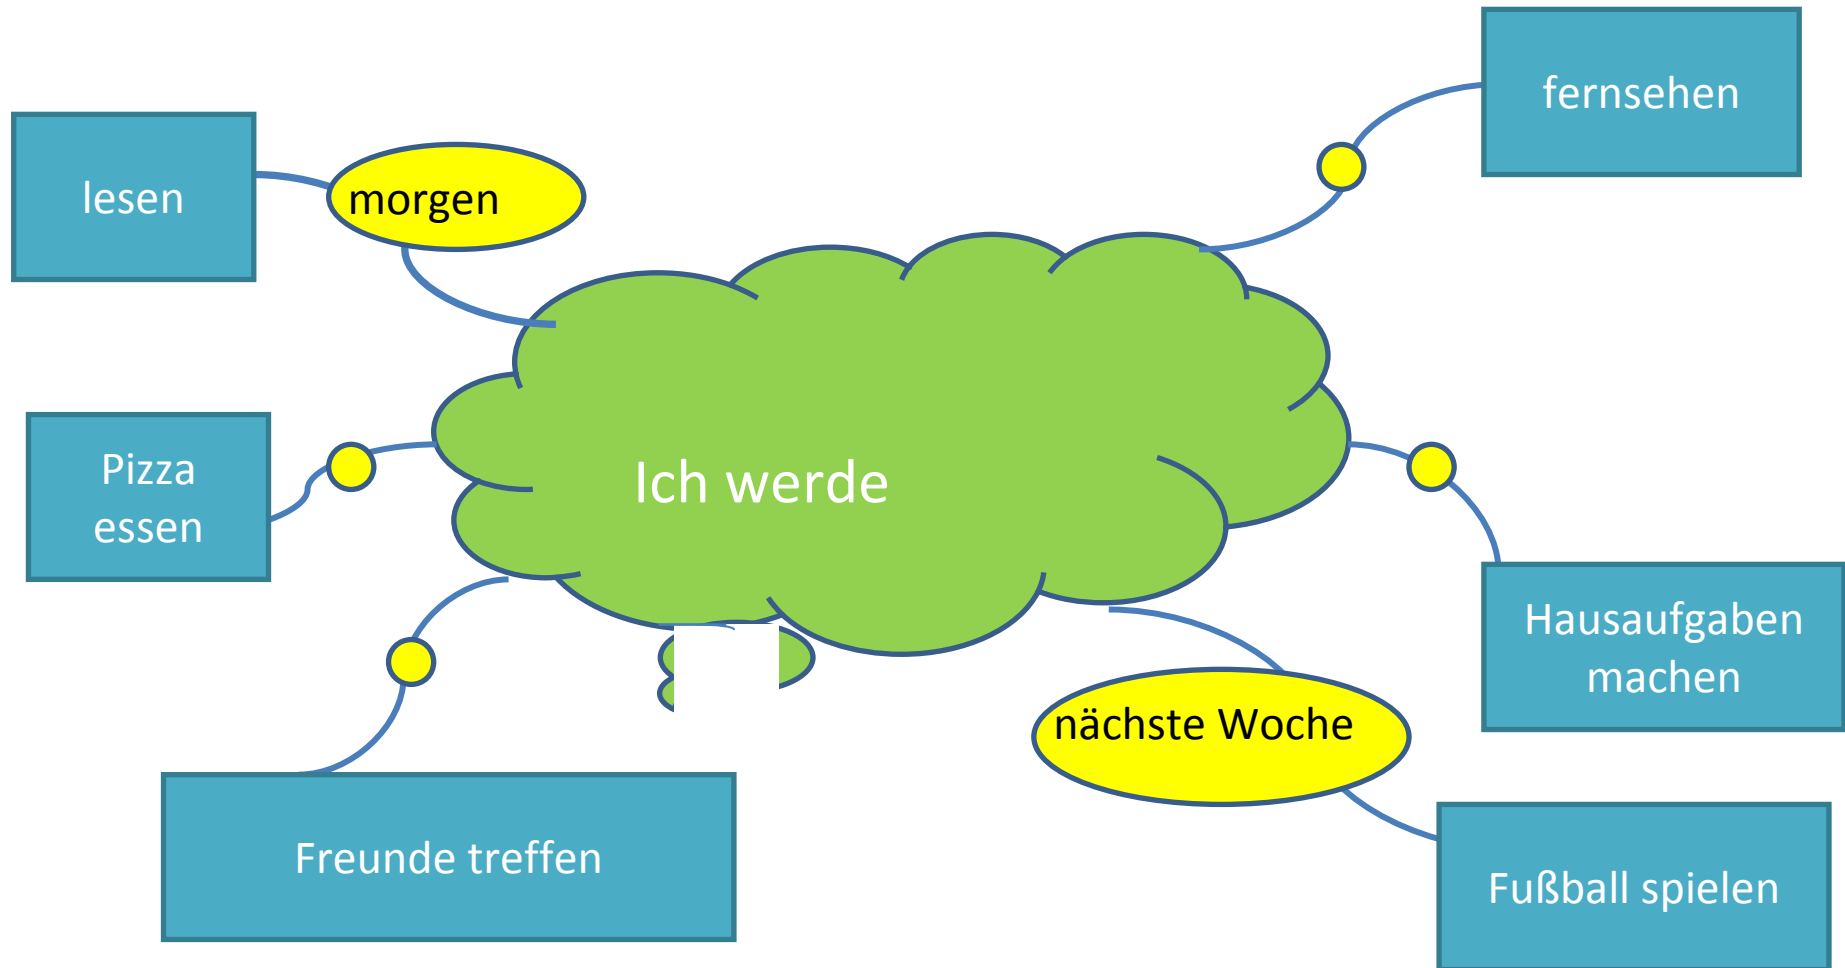 fernsehen
lesen
morgen
Pizza
essen
Ich werde
Hausaufgaben
machen
nächste Woche
Freunde treffen
Fußball spielen